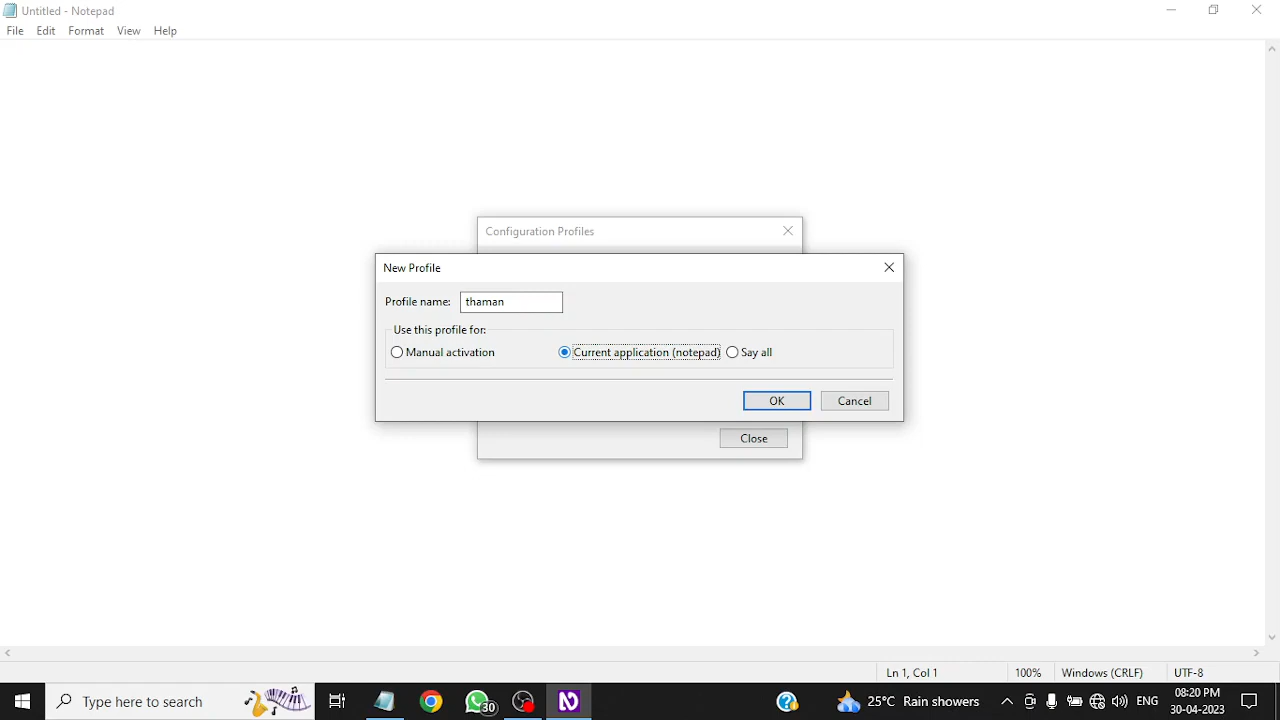 Untitled - Notepad
File Edit Format View Help
Configuration Profiles
New Profile
Profile name: thaman
Use this profile for:
Manual activation Current application (notepad) Say all
OK Cancel
Close
Ln 1, Col 1 100% Windows (CRLF) UTF-8
Type here to search 30 25°C Rain showers ENG 08:20 PM
30-04-2023